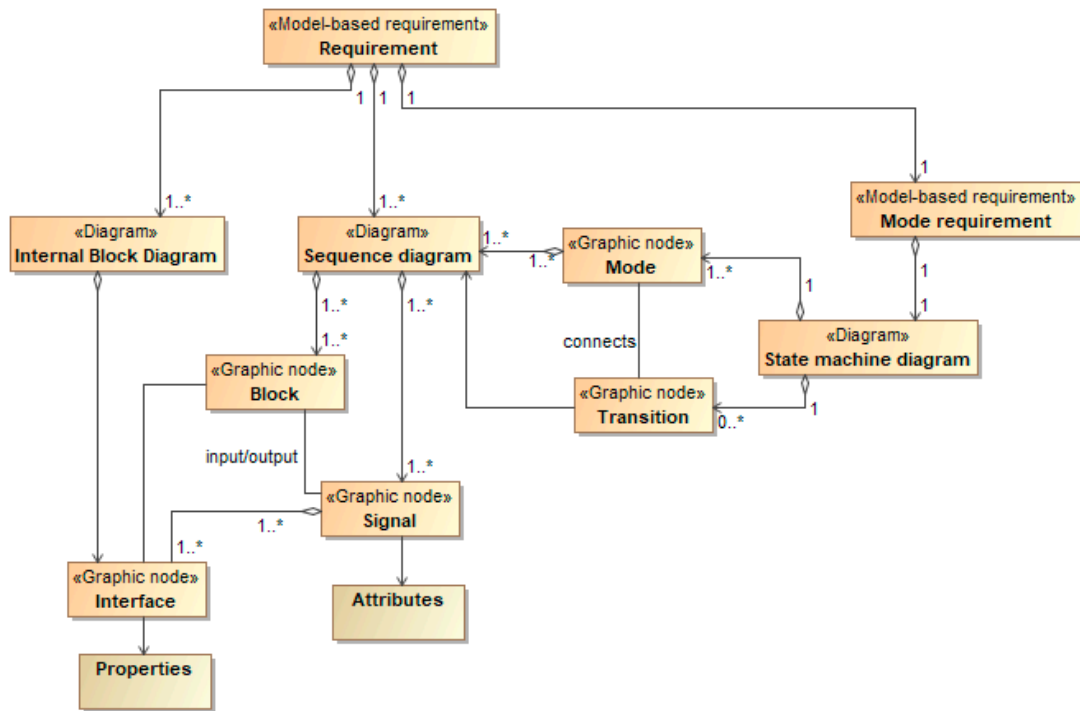 «Model-based requirement»
Requirement
1
1
1
1..*
1..*
1
«Diagram»
Internal Block Diagram
«Diagram»
Sequence diagram
1..*
1..*
«Graphic node»
Mode
1..*
1
«Model-based requirement»
Mode requirement
1
1
connects
«Diagram»
State machine diagram
1..*
1..*
1..*
«Graphic node»
Block
«Graphic node»
Transition
0..*
1
input/output
1..*
«Graphic node»
Signal
1..*
1..*
«Graphic node»
Interface
Attributes
Properties